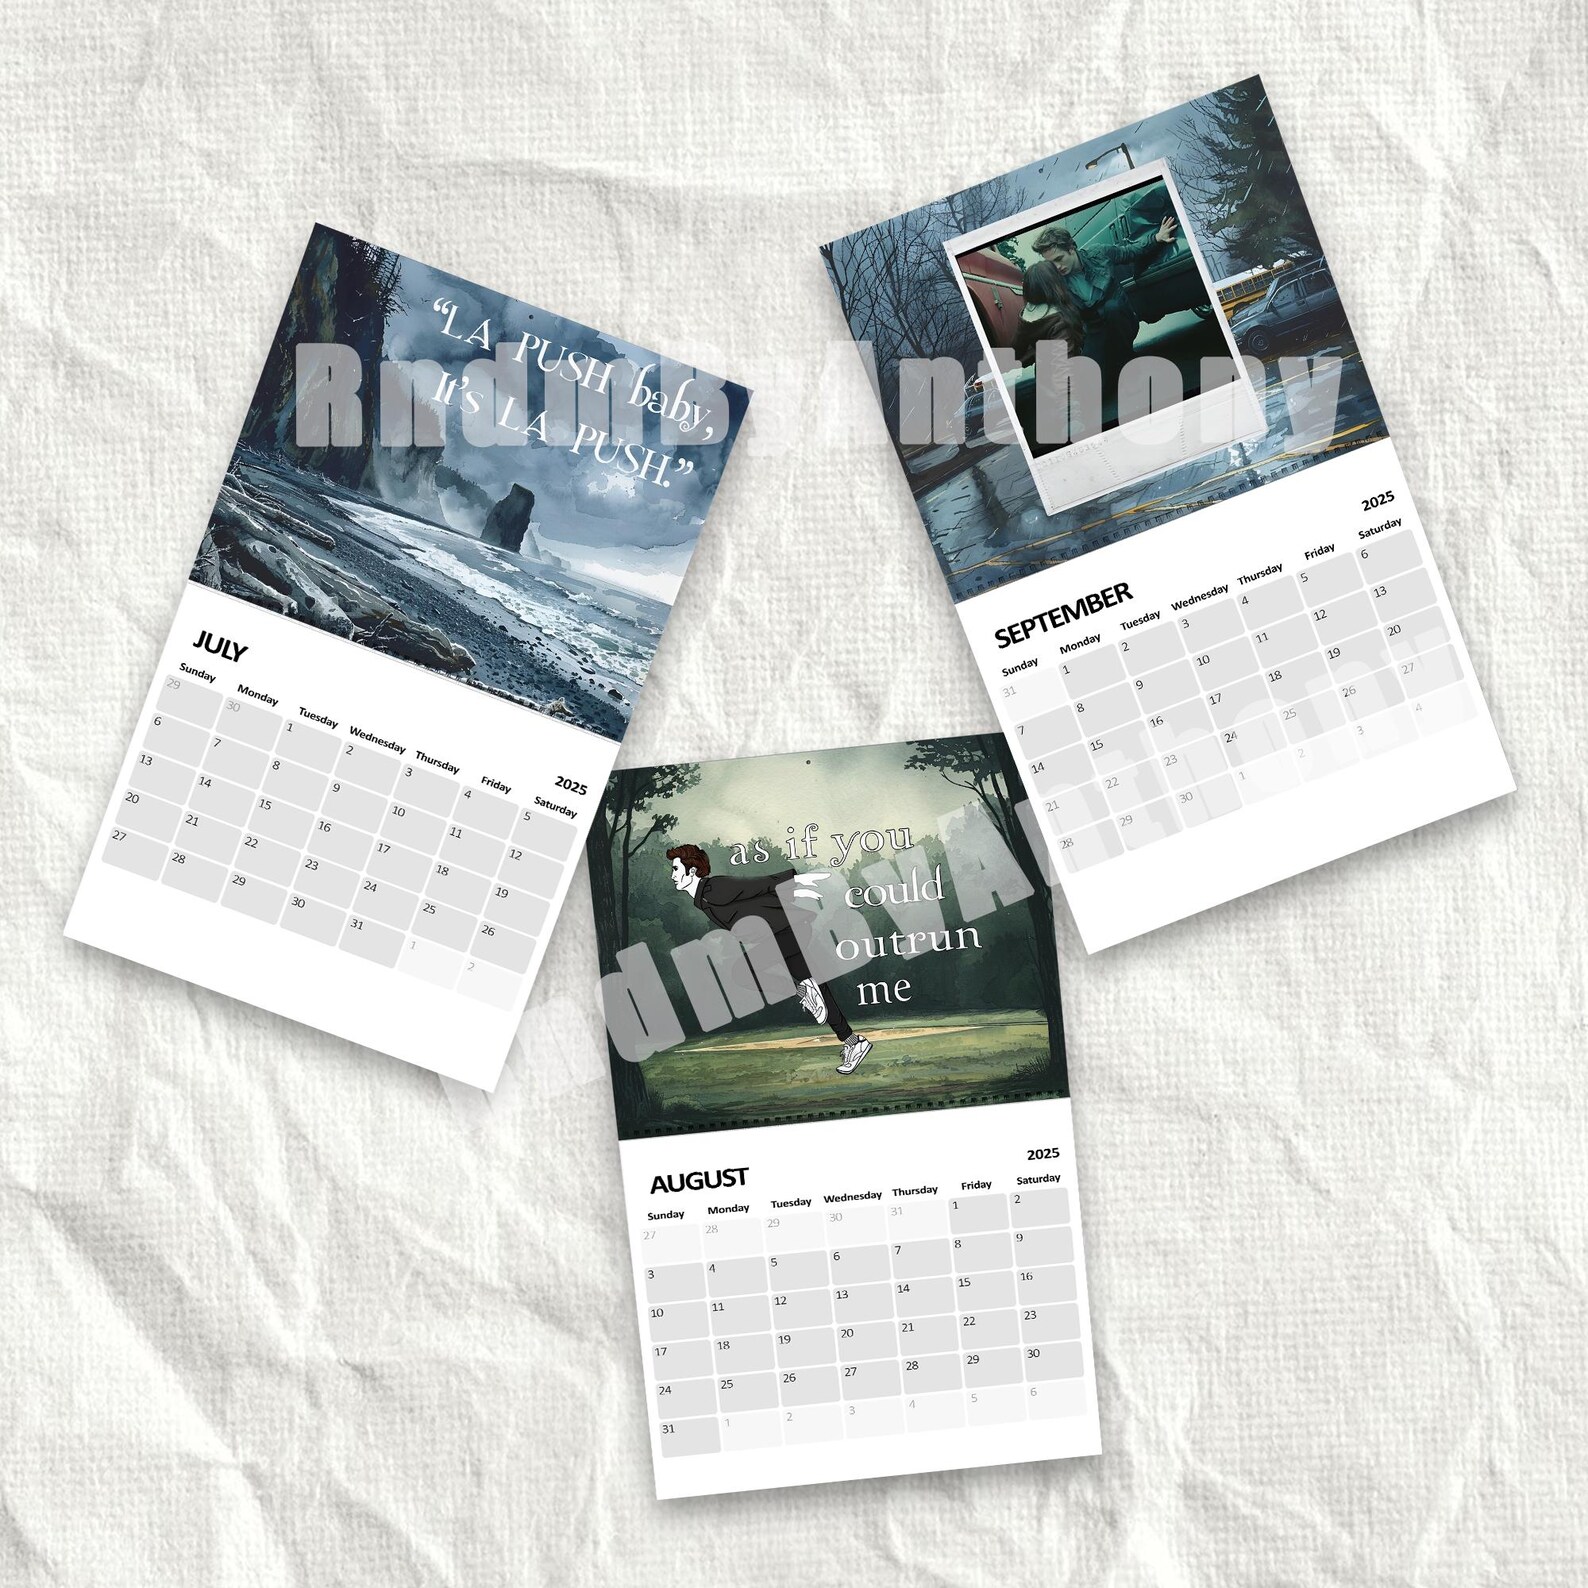 “LA PUSH baby,
It’s LA PUSH.”
JULY
2025
Sunday Monday Tuesday Wednesday Thursday Friday Saturday
29 30 1 2 3 4 5
6 7 8 9 10 11 12
13 14 15 16 17 18 19
20 21 22 23 24 25 26
27 28 29 30 31 1 2
RndmByAnthony
SEPTEMBER
2025
Sunday Monday Tuesday Wednesday Thursday Friday Saturday
31 1 2 3 4 5 6
7 8 9 10 11 12 13
14 15 16 17 18 19 20
21 22 23 24 25 26 27
28 29 30 1 2 3 4
RndmByAnthony
as if you
could
outrun
me
AUGUST
2025
Sunday Monday Tuesday Wednesday Thursday Friday Saturday
27 28 29 30 31 1 2
3 4 5 6 7 8 9
10 11 12 13 14 15 16
17 18 19 20 21 22 23
24 25 26 27 28 29 30
31 1 2 3 4 5 6